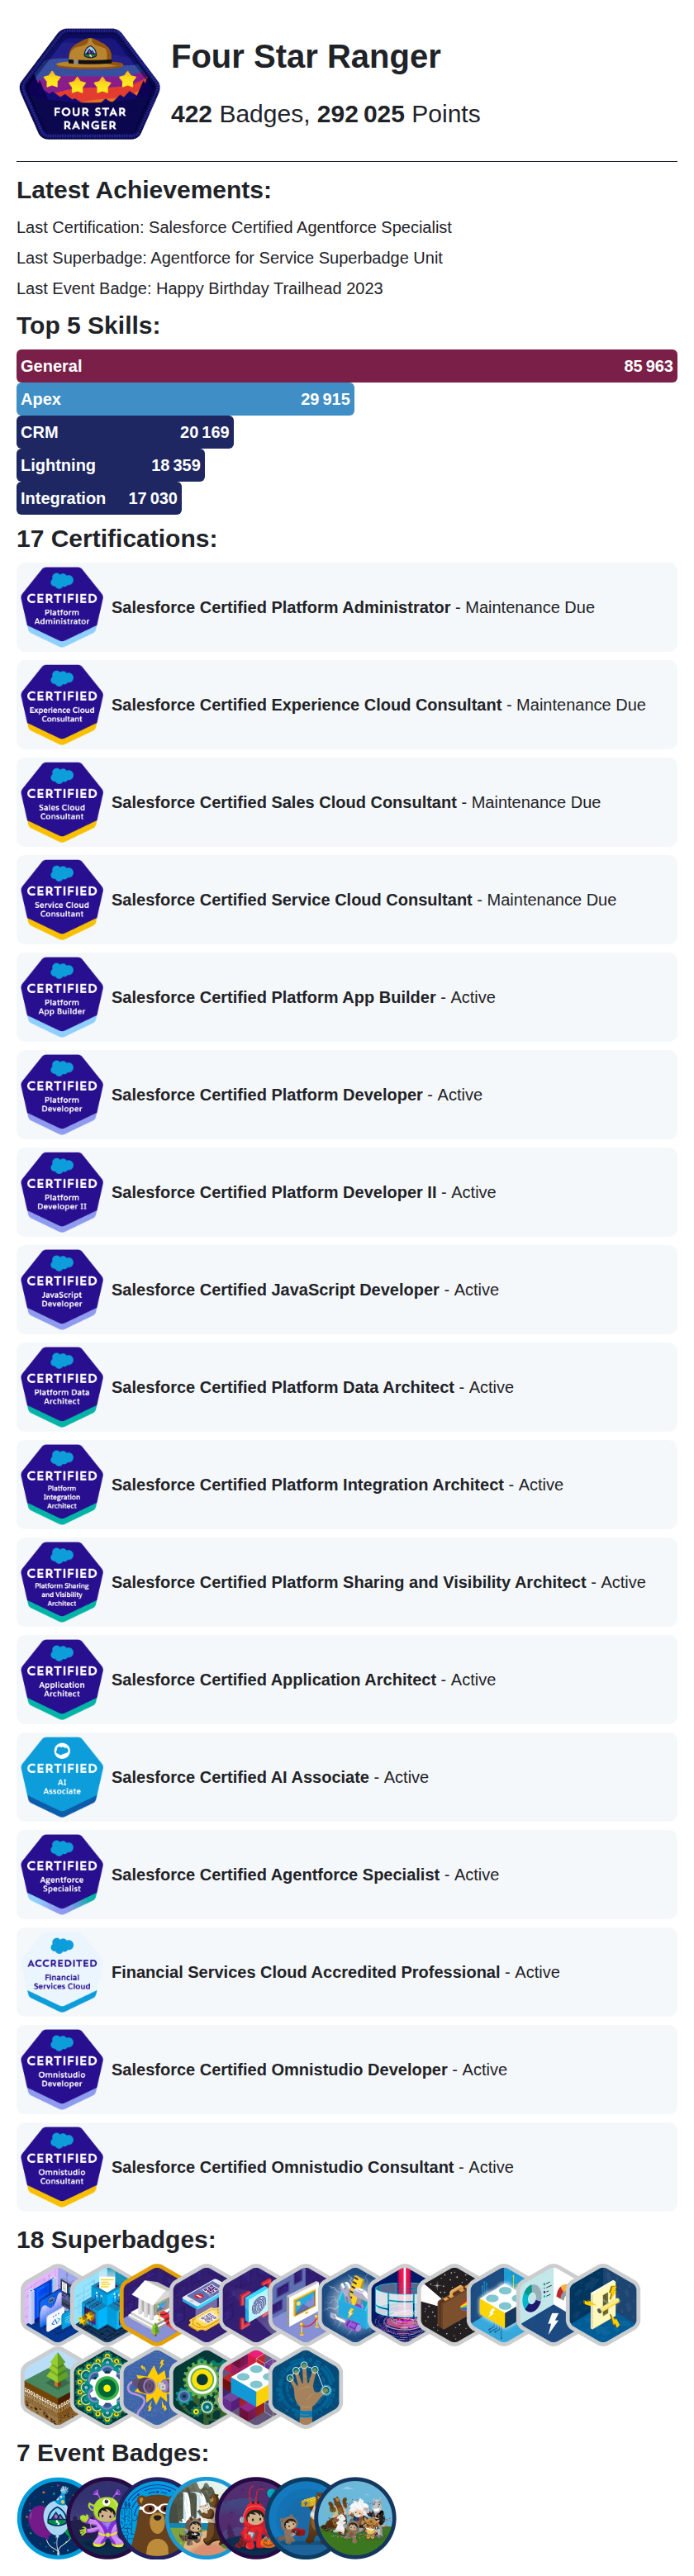 FOUR STAR
RANGER
Four Star Ranger
422 Badges, 292 025 Points
Latest Achievements:
Last Certification: Salesforce Certified Agentforce Specialist
Last Superbadge: Agentforce for Service Superbadge Unit
Last Event Badge: Happy Birthday Trailhead 2023
Top 5 Skills:
General 85 963
Apex 29 915
CRM 20 169
Lightning 18 359
Integration 17 030
17 Certifications:
CERTIFIED
Platform
Administrator
Salesforce Certified Platform Administrator - Maintenance Due
CERTIFIED
Experience Cloud
Consultant
Salesforce Certified Experience Cloud Consultant - Maintenance Due
CERTIFIED
Sales Cloud
Consultant
Salesforce Certified Sales Cloud Consultant - Maintenance Due
CERTIFIED
Service Cloud
Consultant
Salesforce Certified Service Cloud Consultant - Maintenance Due
CERTIFIED
Platform
App Builder
Salesforce Certified Platform App Builder - Active
CERTIFIED
Platform
Developer
Salesforce Certified Platform Developer - Active
CERTIFIED
Platform
Developer II
Salesforce Certified Platform Developer II - Active
CERTIFIED
JavaScript
Developer
Salesforce Certified JavaScript Developer - Active
CERTIFIED
Platform Data
Architect
Salesforce Certified Platform Data Architect - Active
CERTIFIED
Platform
Integration
Architect
Salesforce Certified Platform Integration Architect - Active
CERTIFIED
Platform Sharing
and Visibility
Architect
Salesforce Certified Platform Sharing and Visibility Architect - Active
CERTIFIED
Application
Architect
Salesforce Certified Application Architect - Active
CERTIFIED
AI
Associate
Salesforce Certified AI Associate - Active
CERTIFIED
Agentforce
Specialist
Salesforce Certified Agentforce Specialist - Active
ACCREDITED
Financial
Services Cloud
Financial Services Cloud Accredited Professional - Active
CERTIFIED
Omnistudio
Developer
Salesforce Certified Omnistudio Developer - Active
CERTIFIED
Omnistudio
Consultant
Salesforce Certified Omnistudio Consultant - Active
18 Superbadges:
7 Event Badges: